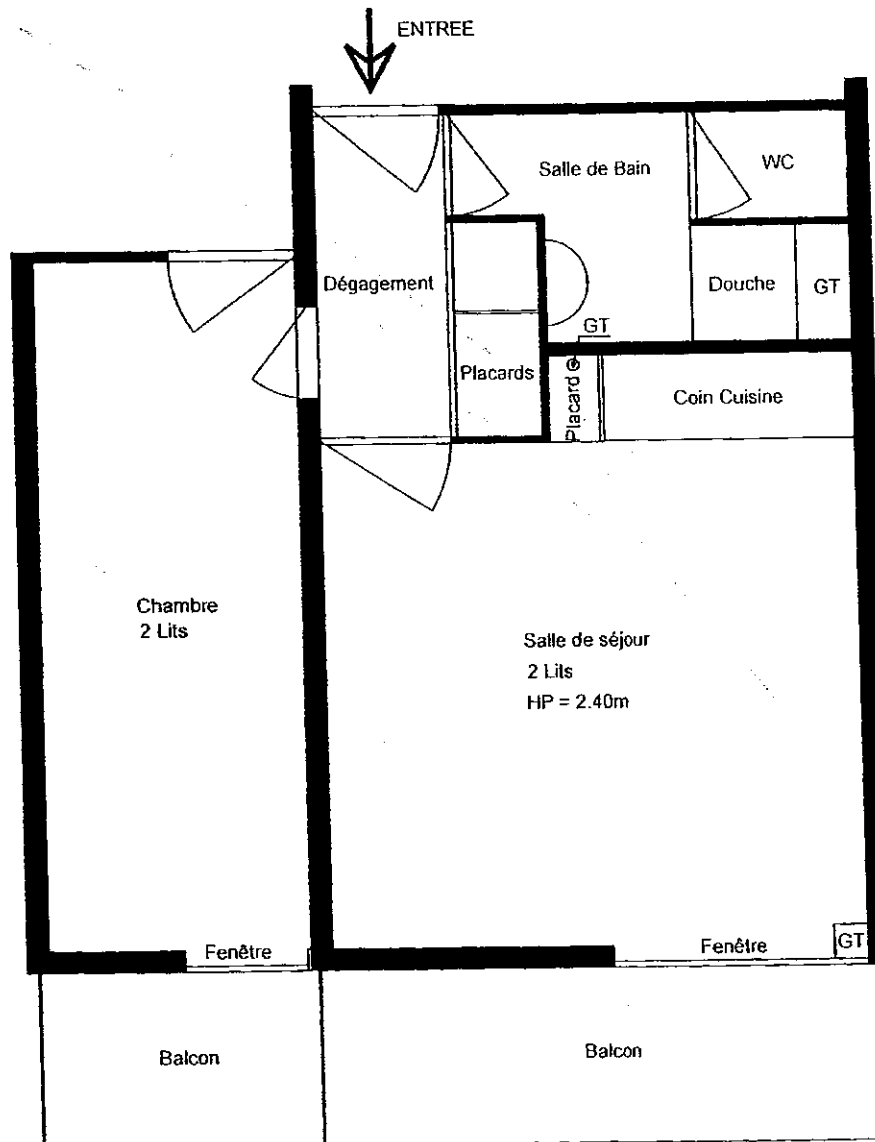 ENTREE
Salle de Bain
WC
Dégagement
Douche
GT
GT
Placards
Placard
Coin Cuisine
Chambre
2 Lits
Salle de séjour
2 Lits
HP = 2.40m
Fenêtre
Fenêtre
GT
Balcon
Balcon